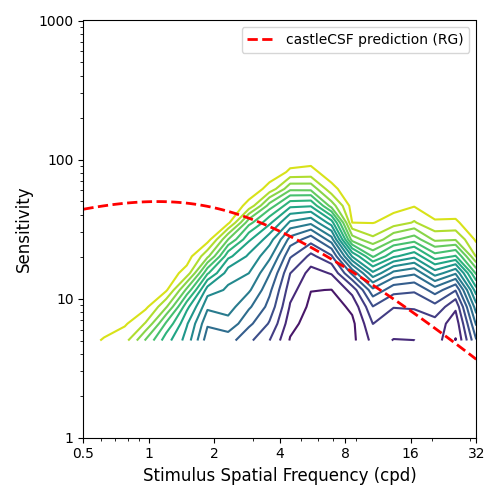 castleCSF prediction (RG)
1000
100
10
1
Sensitivity
0.5 1 2 4 8 16 32
Stimulus Spatial Frequency (cpd)